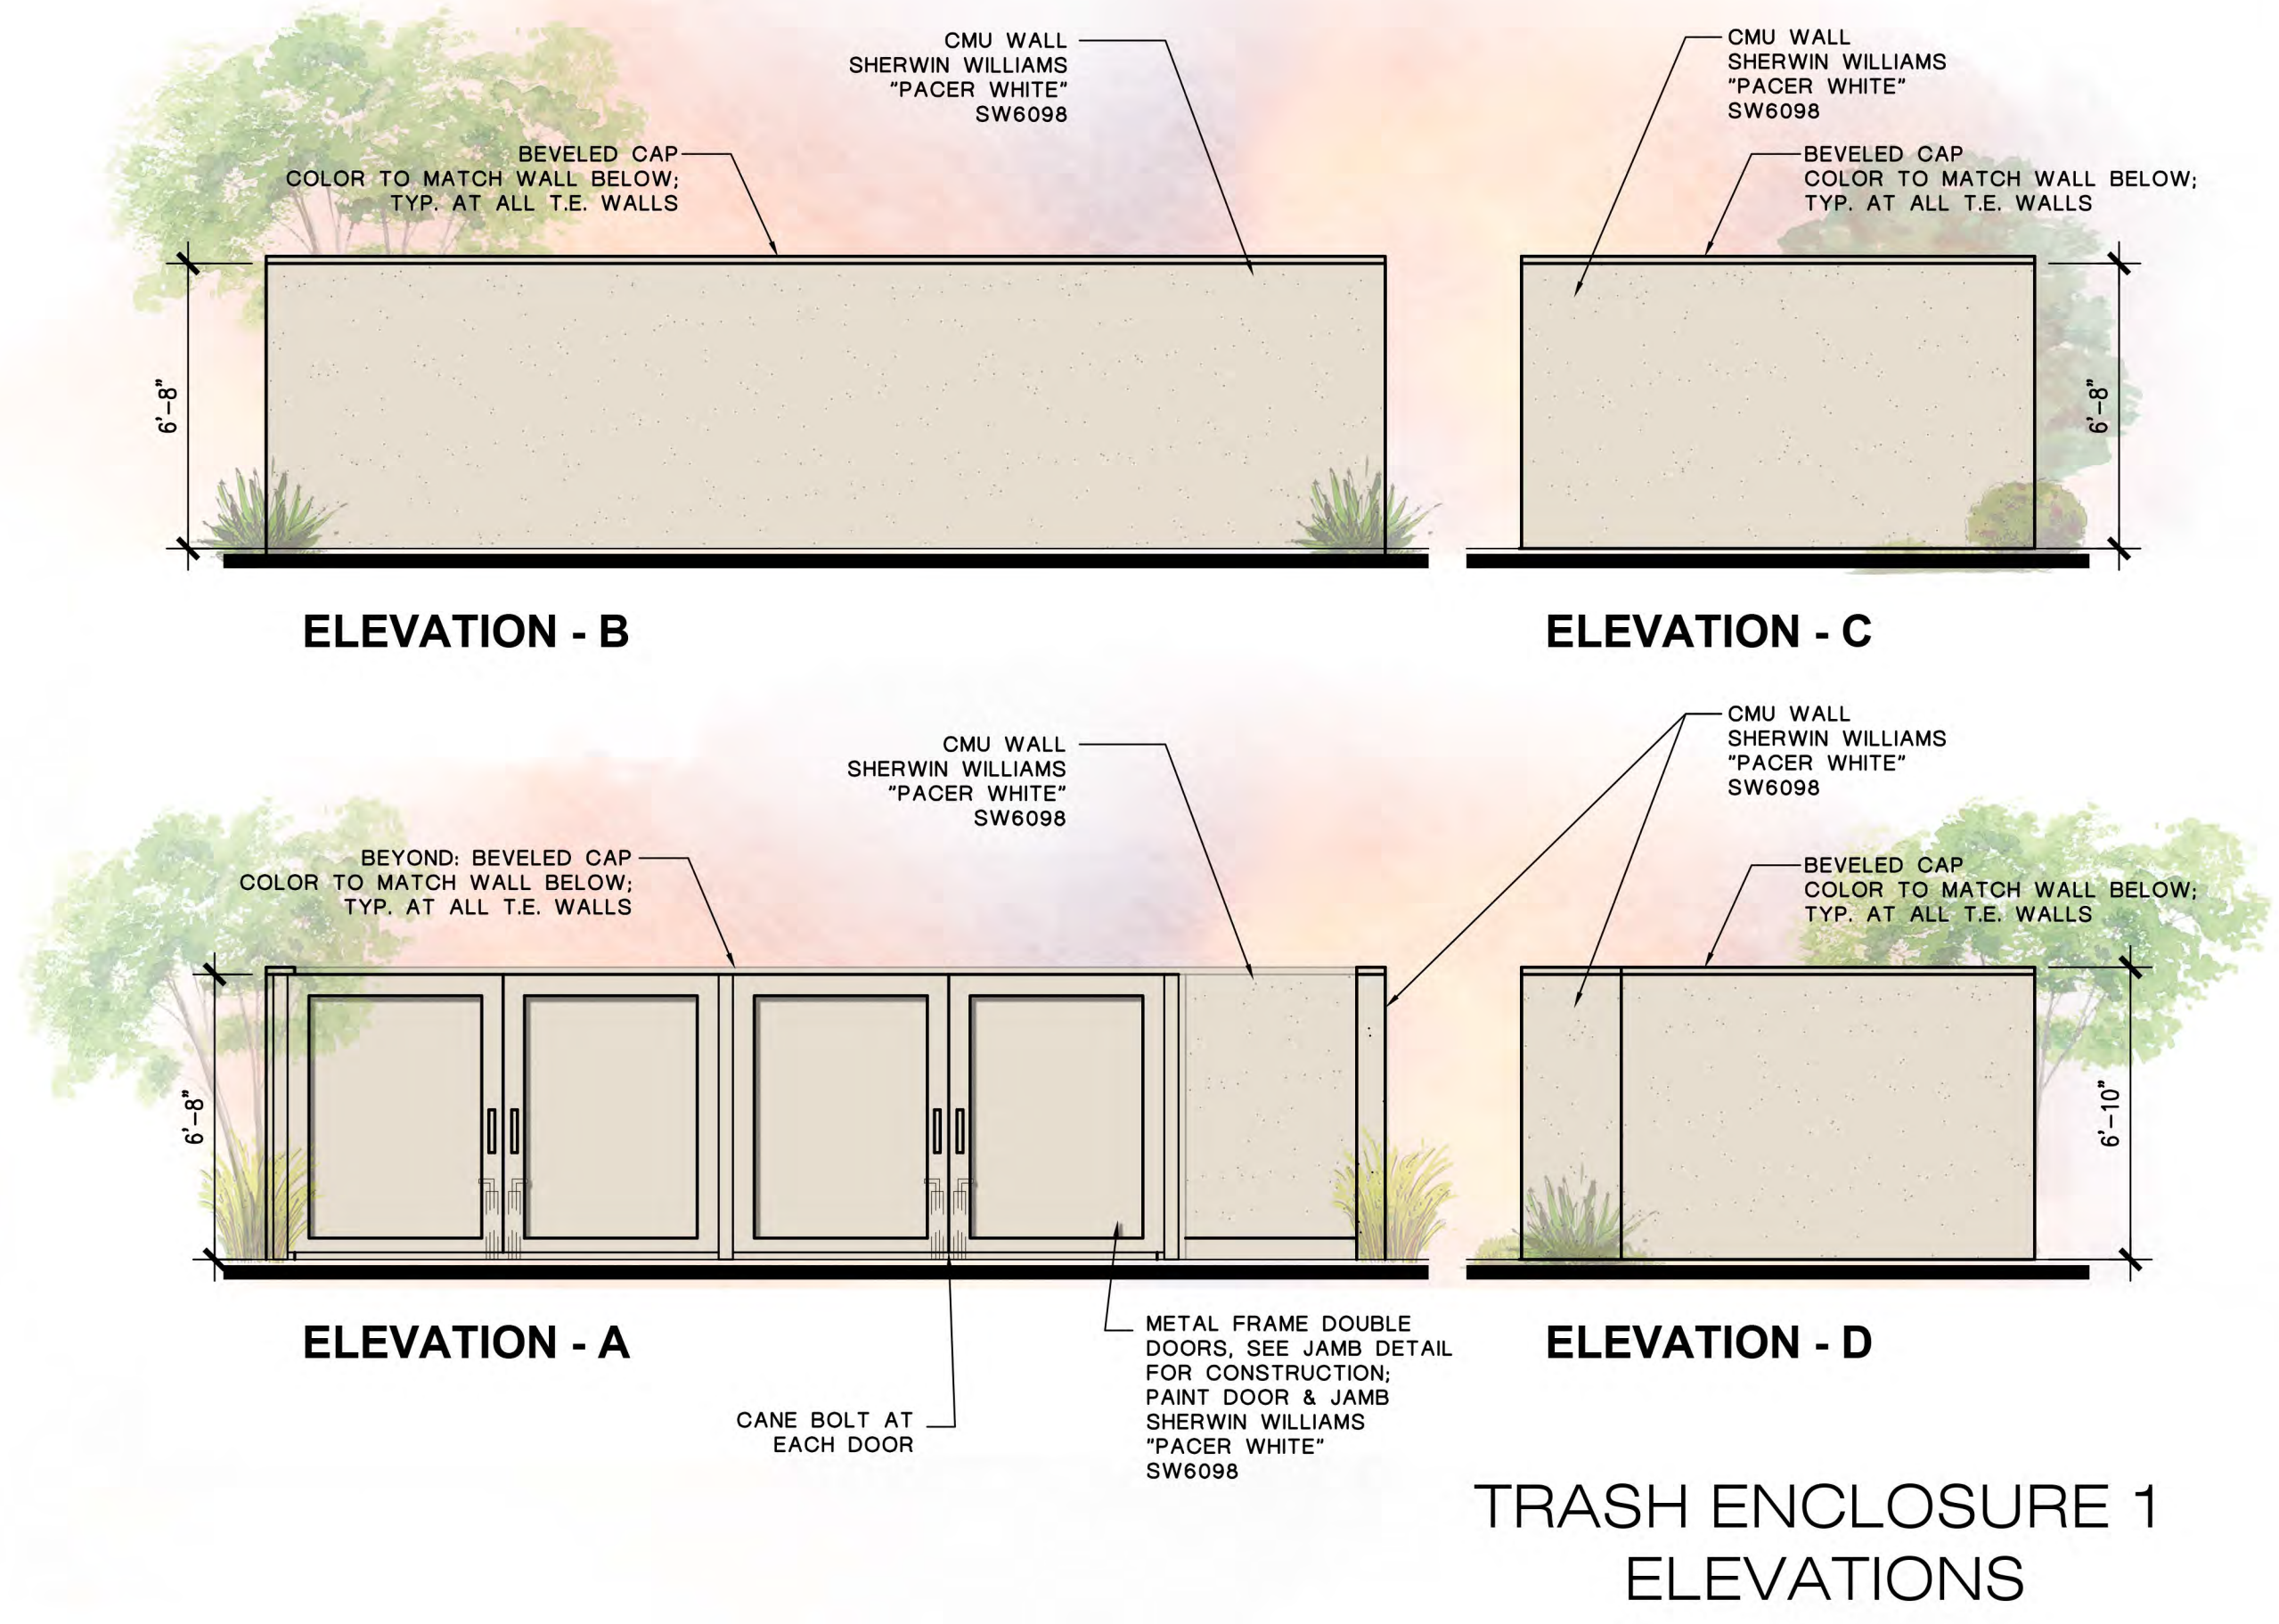 CMU WALL
SHERWIN WILLIAMS
"PACER WHITE"
SW6098
BEVELED CAP
COLOR TO MATCH WALL BELOW;
TYP. AT ALL T.E. WALLS
6'-8"
ELEVATION - B
CMU WALL
SHERWIN WILLIAMS
"PACER WHITE"
SW6098
BEVELED CAP
COLOR TO MATCH WALL BELOW;
TYP. AT ALL T.E. WALLS
6'-8"
ELEVATION - C
CMU WALL
SHERWIN WILLIAMS
"PACER WHITE"
SW6098
BEYOND: BEVELED CAP
COLOR TO MATCH WALL BELOW;
TYP. AT ALL T.E. WALLS
6'-8"
ELEVATION - A
CANE BOLT AT
EACH DOOR
METAL FRAME DOUBLE
DOORS, SEE JAMB DETAIL
FOR CONSTRUCTION;
PAINT DOOR & JAMB
SHERWIN WILLIAMS
"PACER WHITE"
SW6098
CMU WALL
SHERWIN WILLIAMS
"PACER WHITE"
SW6098
BEVELED CAP
COLOR TO MATCH WALL BELOW;
TYP. AT ALL T.E. WALLS
6'-10"
ELEVATION - D
TRASH ENCLOSURE 1
ELEVATIONS